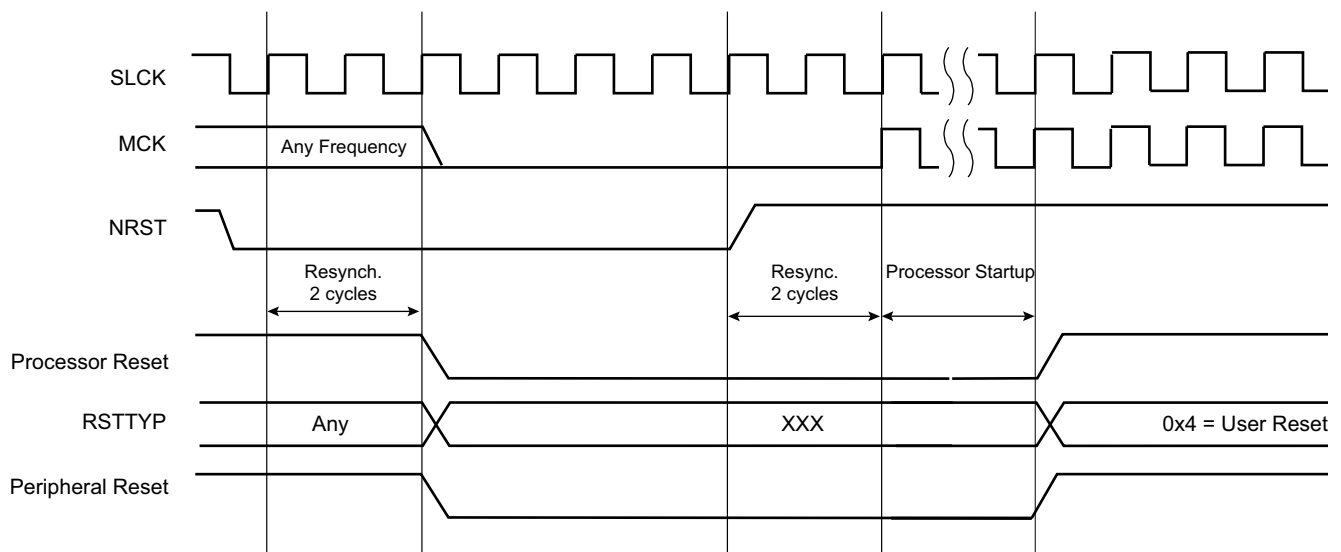 SLCK
MCK
Any Frequency
NRST
Resynch.
2 cycles
Resync.
2 cycles
Processor Startup
Processor Reset
RSTTYP
Any
XXX
0x4 = User Reset
Peripheral Reset